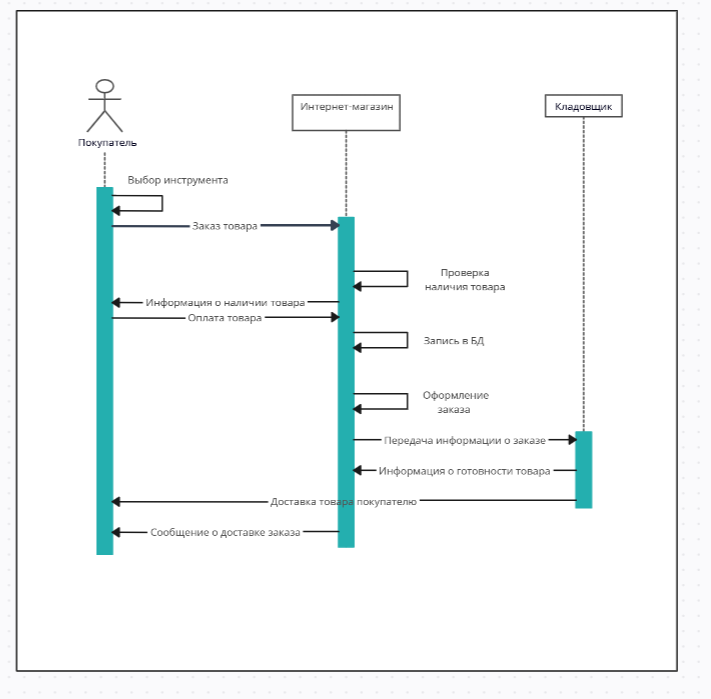 Покупатель
Интернет-магазин
Кладовщик
Выбор инструмента
Заказ товара
Проверка
наличия товара
Информация о наличии товара
Оплата товара
Запись в БД
Оформление
заказа
Передача информации о заказе
Информация о готовности товара
Доставка товара покупателю
Сообщение о доставке заказа